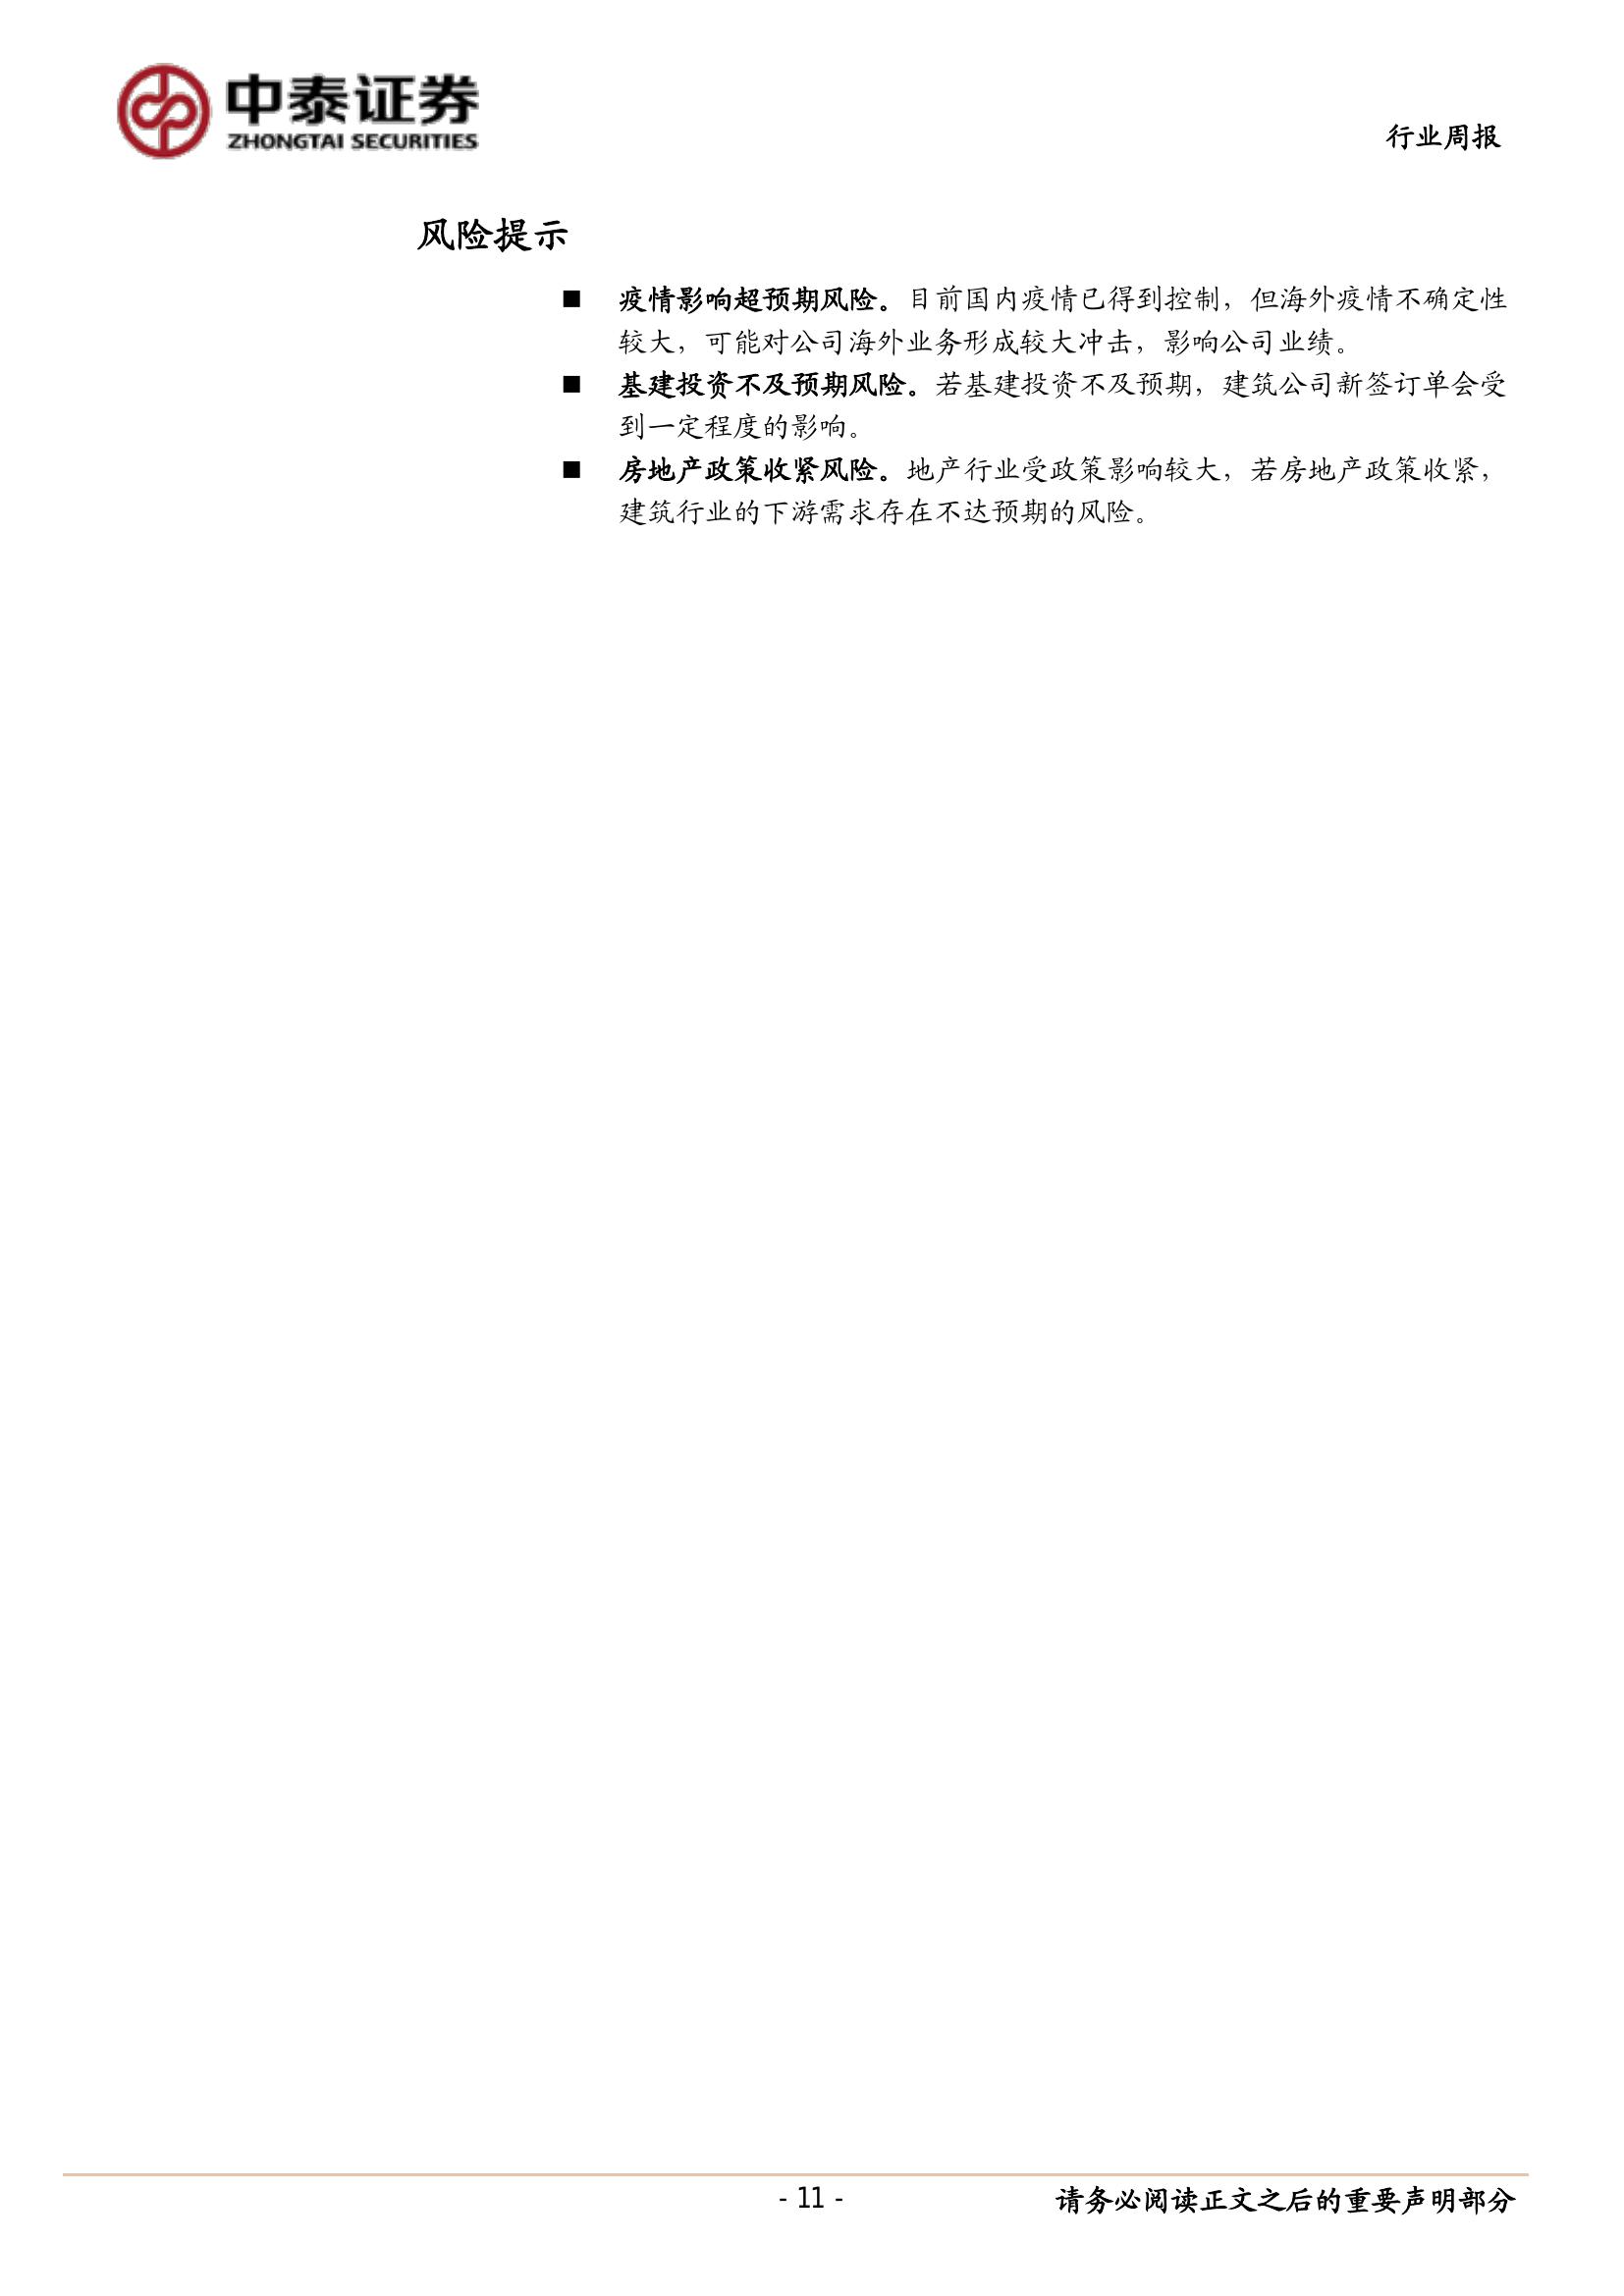 中泰证券
ZHONGTAI SECURITIES
行业周报
风险提示
■ 疫情影响超预期风险。目前国内疫情已得到控制，但海外疫情不确定性
较大，可能对公司海外业务形成较大冲击，影响公司业绩。
■ 基建投资不及预期风险。若基建投资不及预期，建筑公司新签订单会受
到一定程度的影响。
■ 房地产政策收紧风险。地产行业受政策影响较大，若房地产政策收紧，
建筑行业的下游需求存在不达预期的风险。
- 11 -
请务必阅读正文之后的重要声明部分